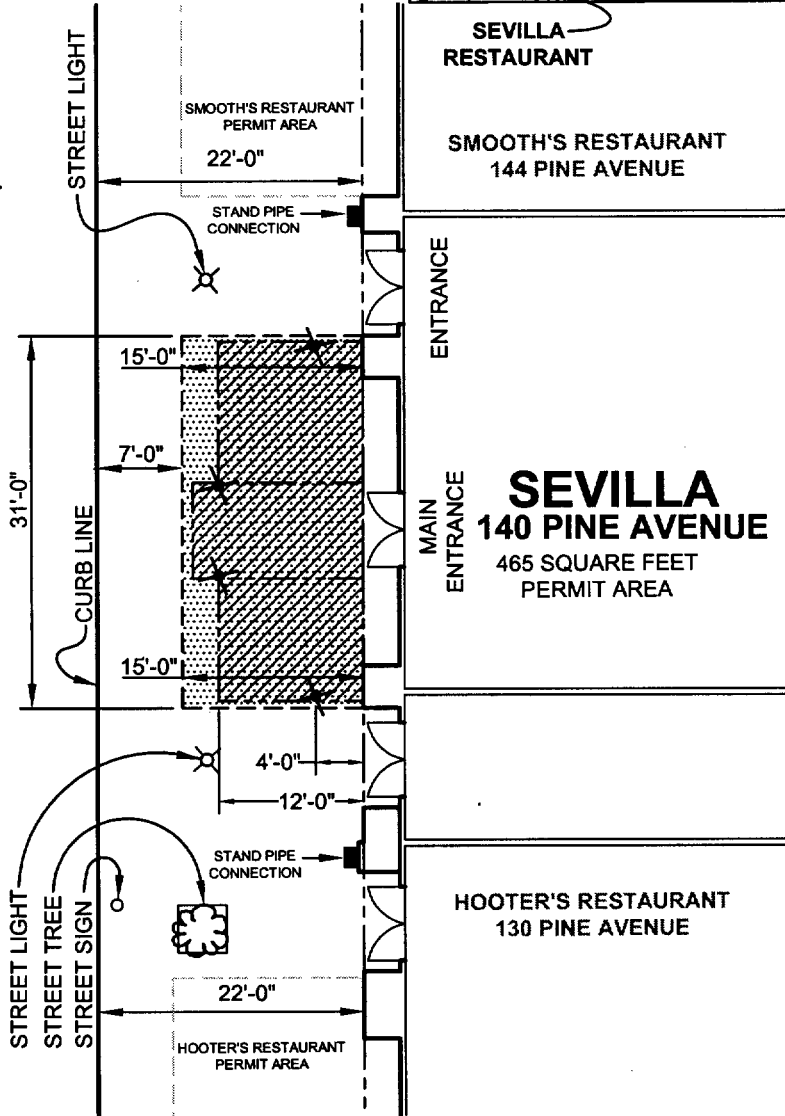 SEVILLA
RESTAURANT
STREET LIGHT
SMOOTH'S RESTAURANT
PERMIT AREA
22'-0"
SMOOTH'S RESTAURANT
144 PINE AVENUE
STAND PIPE
CONNECTION
ENTRANCE
15'-0"
7'-0"
31'-0"
CURB LINE
MAIN
ENTRANCE
SEVILLA
140 PINE AVENUE
465 SQUARE FEET
PERMIT AREA
15'-0"
4'-0"
12'-0"
STAND PIPE
CONNECTION
STREET LIGHT
STREET TREE
STREET SIGN
HOOTER'S RESTAURANT
130 PINE AVENUE
22'-0"
HOOTER'S RESTAURANT
PERMIT AREA